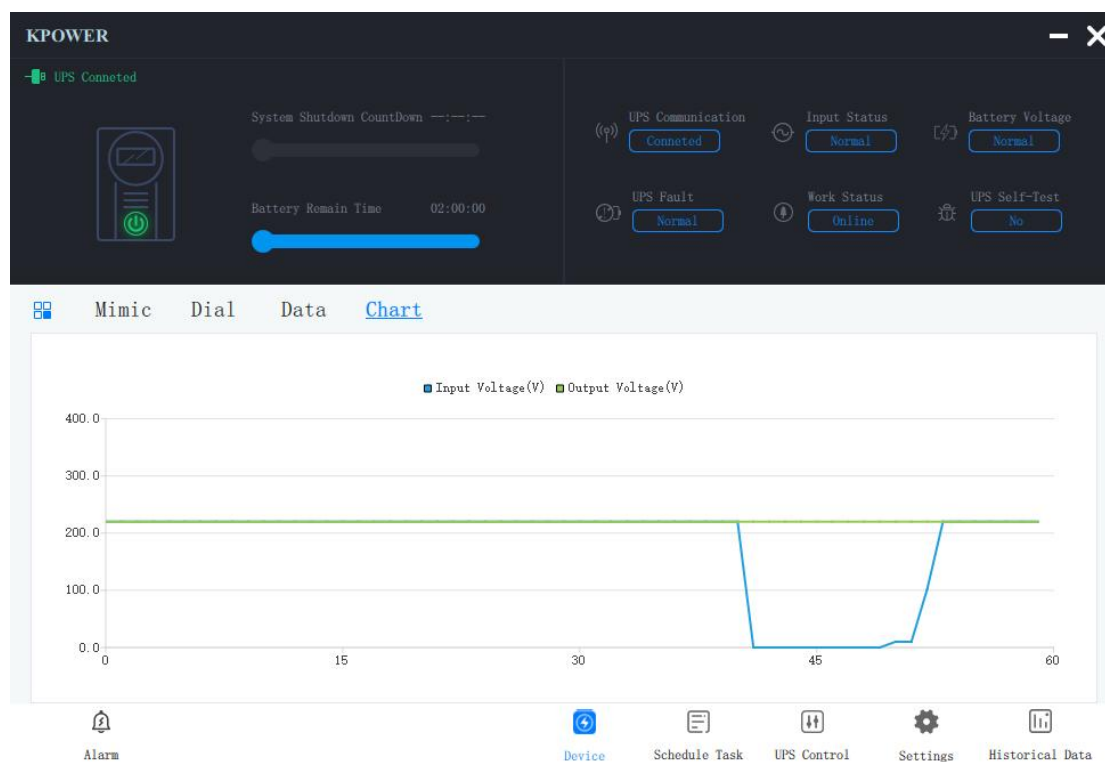 KPOWER
UPS Conneted
System Shutdown CountDown --:--:--
Battery Remain Time 02:00:00
UPS Communication
Conneted
Input Status
Normal
Battery Voltage
Normal
UPS Fault
Normal
Work Status
Online
UPS Self-Test
No
Mimic Dial Data Chart
Input Voltage(V) Output Voltage(V)
400.0
300.0
200.0
100.0
0.0
0 15 30 45 60
Alarm Device Schedule Task UPS Control Settings Historical Data